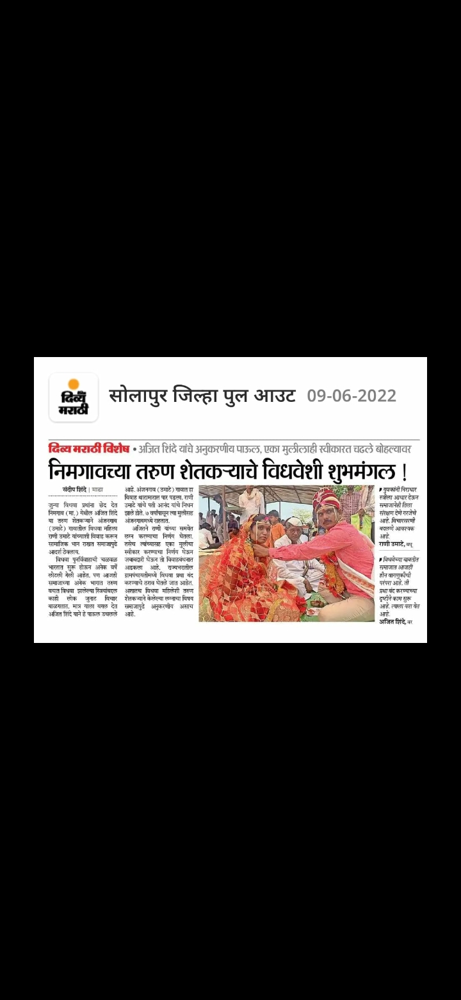 दिव्य
मराठी
सोलापुर जिल्हा पुल आउट 09-06-2022
दिव्य मराठी विशेष • अजित शिंदे यांचे अनुकरणीय पाऊल, एका मुलीलाही स्वीकारत चढले बोहल्यावर
निमगावच्या तरुण शेतकऱ्याचे विधवेशी शुभमंगल !
संदीप शिंदे | माढा
जुन्या विधवा प्रथांना छेद देत
निमगाव (मा.) येथील अजित शिंदे
या तरुण शेतकऱ्याने अंजनगाव
(उमाटे) गावातील विधवा महिला
राणी उमाटे यांच्याशी विवाह करून
सामाजिक भान राखत समाजापुढे
आदर्श ठेवलाय.
विधवा पुनर्विवाहाची चळवळ
भारतात सुरू होऊन अनेक वर्षे
लोटली गेली आहेत. पण आजही
समाजाच्या अनेक भागात तरुण
वयात विधवा झालेल्या स्त्रियांबद्दल
काही लोक जुनाट विचार
बाळगतात. मात्र याला बगल देत
अजित शिंदे याने हे पाऊल उचलले
आहे. अंजनगाव (उमाटे) गावात हा
विवाह थाटामाटात पार पडला. राणी
उमाटे यांचे पती आनंद यांचे निधन
झाले होते. ७ वर्षांपासून त्या मुलीसह
अंजनगावमध्ये राहतात.
अजितने राणी यांच्या समवेत
लग्न करण्याचा निर्णय घेतला.
तसेच त्यांच्यासह एका मुलीचा
स्वीकार करण्याचा निर्णय घेऊन
जबाबदारी घेऊन तो विवाहबंधनात
अडकला आहे. राज्यभरातील
ग्रामपंचायतीमध्ये विधवा प्रथा बंद
करण्याचे ठराव घेतले जात आहेत.
अशातच विधवा महिलेशी तरुण
शेतकऱ्याने केलेल्या लग्नाचा विषय
समाजापुढे अनुकरणीय असाच
आहे.
युवकांनी निराधार
स्त्रीला आधार देऊन
समाजानेही तिला
संरक्षण देणे गरजेचे
आहे. विचारसरणी
बदलणे आवश्यक
आहे.
राणी उमाटे, वधू
विधवेच्या बाबतीत
समाजात आजही
हीन वागणुकीची
परंपरा आहे. ती
प्रथा बंद करण्याच्या
दृष्टीने काम सुरू
आहे. त्याला यश येत
आहे.
अजित शिंदे, वर